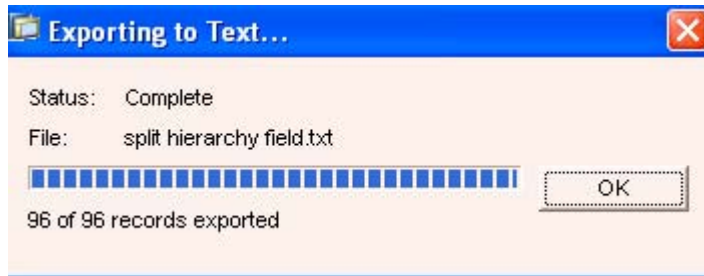 Exporting to Text...
Status: Complete
File: split hierarchy field.txt
OK
96 of 96 records exported